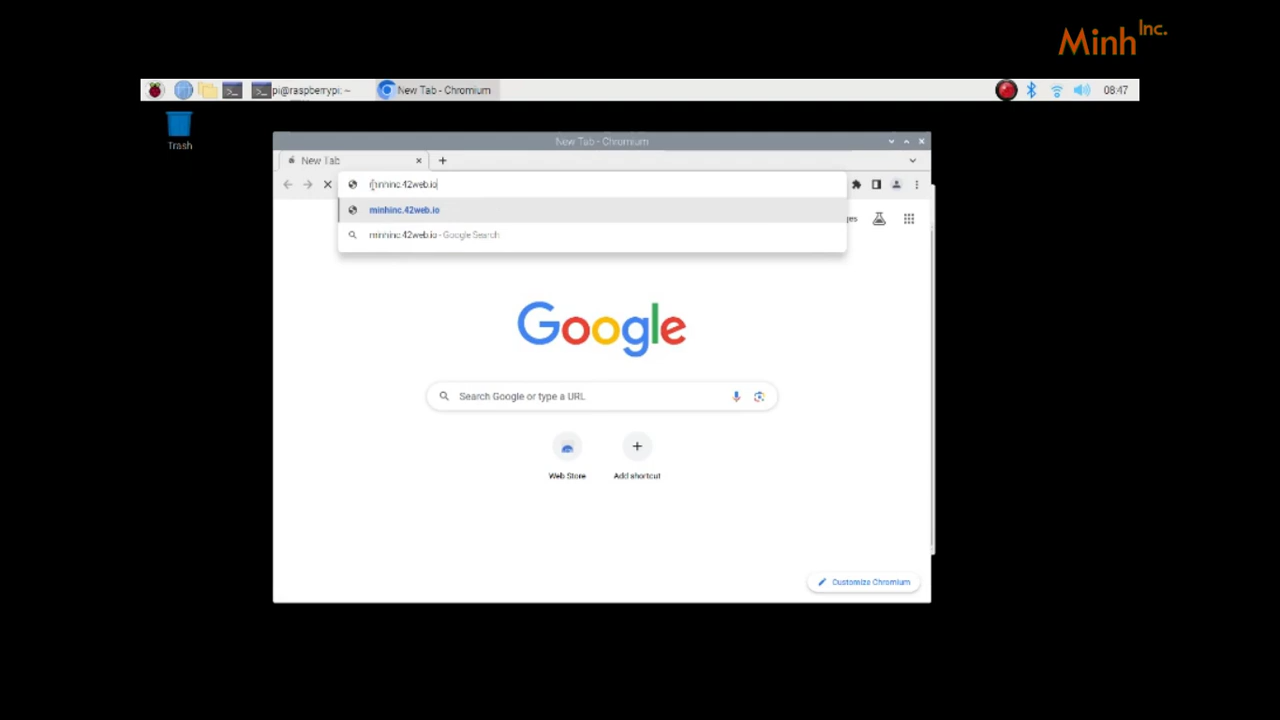 Minh Inc.
pi@raspberrypi: ~
New Tab - Chromium
08:47
Trash
New Tab - Chromium
New Tab
minhinc.42web.io
minhinc.42web.io
minhinc.42web.io - Google Search
Google
Search Google or type a URL
Web Store
Add shortcut
Customize Chromium